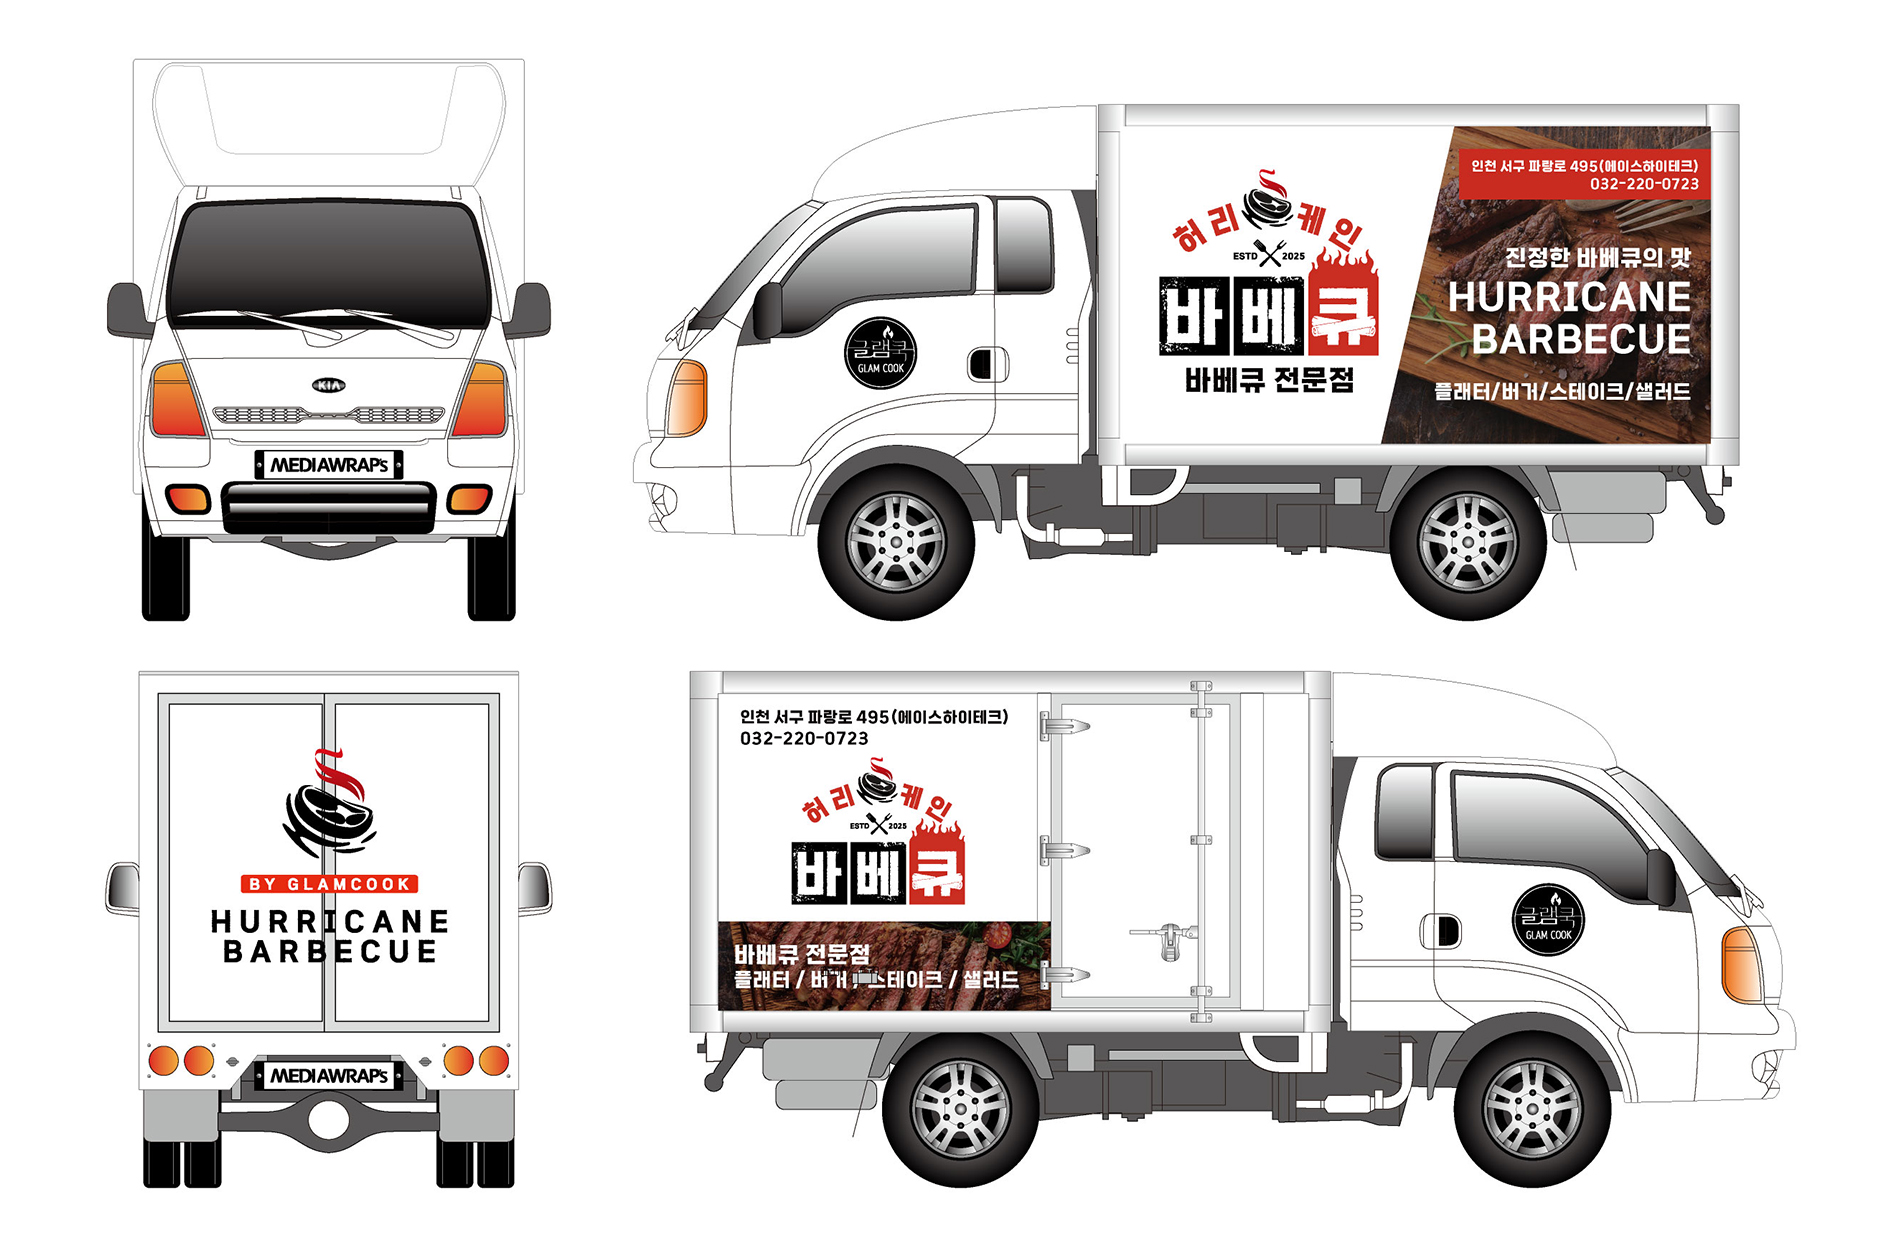 KIA
MEDIAWRAP's
글램쿡
GLAM COOK
허리케인
ESTD 2025
바베큐
바베큐 전문점
인천 서구 파랑로 495(에이스하이테크)
032-220-0723
진정한 바베큐의 맛
HURRICANE
BARBECUE
플래터/버거/스테이크/샐러드
BY GLAMCOOK
HURRICANE
BARBECUE
MEDIAWRAP's
인천 서구 파랑로 495(에이스하이테크)
032-220-0723
허리케인
ESTD 2025
바베큐
바베큐 전문점
플래터 / 버거 / 스테이크 / 샐러드
글램쿡
GLAM COOK